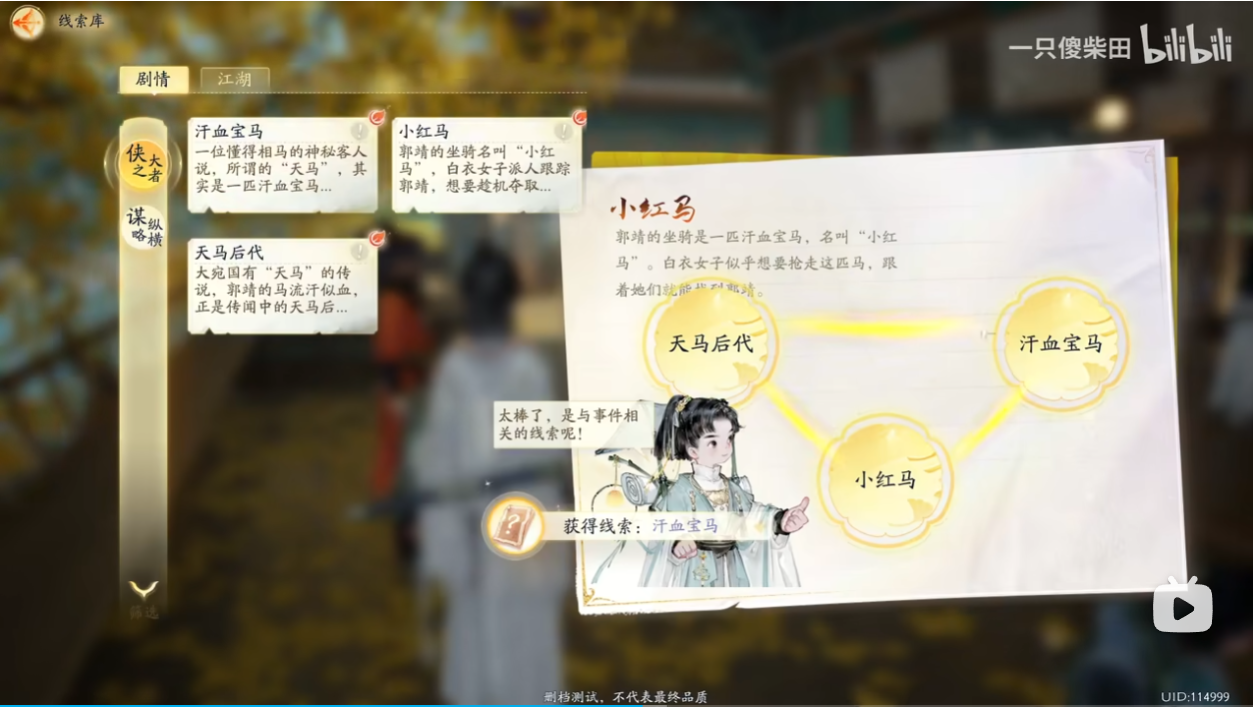 线索库
一只傻柴田 bilibili
剧情
江湖
侠之大者
谋略纵横
汗血宝马
一位懂得相马的神秘客人
说，所谓的“天马”，其
实是一匹汗血宝马...
小红马
郭靖的坐骑名叫“小红
马”，白衣女子派人跟踪
郭靖，想要趁机夺取...
天马后代
大宛国有“天马”的传
说，郭靖的马流汗似血，
正是传闻中的天马后...
小红马
郭靖的坐骑是一匹汗血宝马，名叫“小红
马”。白衣女子似乎想要抢走这匹马，跟
着她们就能找到郭靖。
天马后代
汗血宝马
小红马
太棒了，是与事件相
关的线索呢！
获得线索：汗血宝马
筛选
删档测试，不代表最终品质
UID:114999